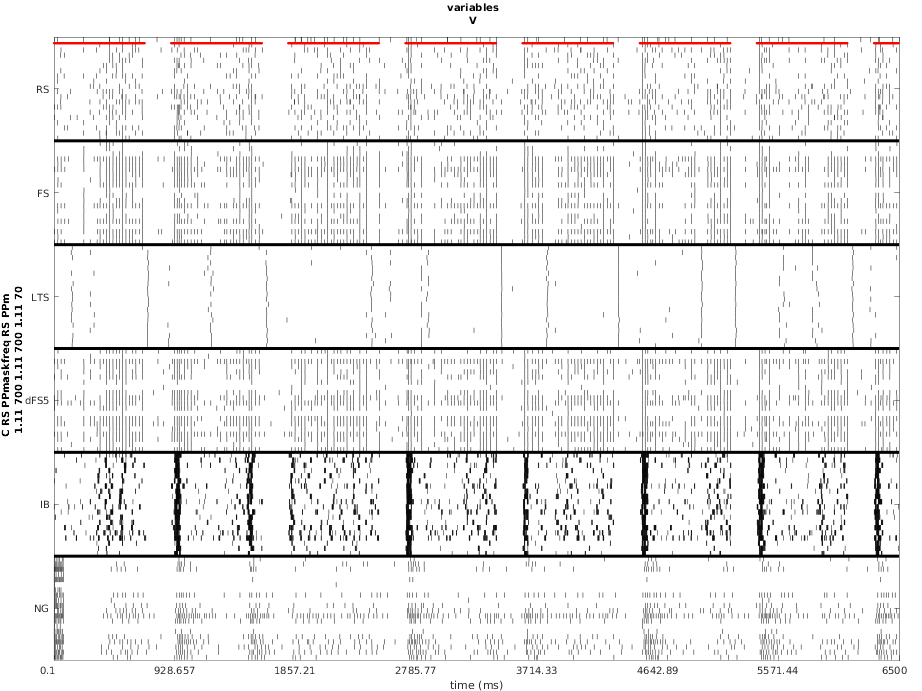 variables
V
RS
FS
LTS
dFS5
IB
NG
C RS PPmaskfreq RS PPm
1.11 700 1.11 700 1.11 70
0.1 928.657 1857.21 2785.77 3714.33 4642.89 5571.44 6500
time (ms)